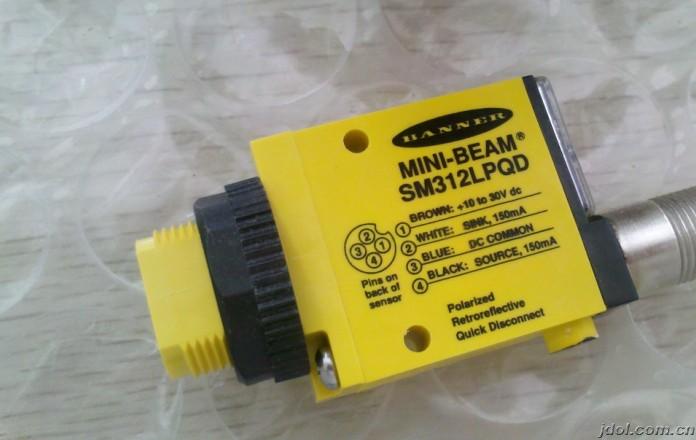 BANNER
MINI-BEAM®
SM312LPQD
① BROWN: +10 to 30V dc
② WHITE: SINK, 150mA
③ BLUE: DC COMMON
④ BLACK: SOURCE, 150mA
2
3 1
4
Pins on
back of
sensor
Polarized
Retroreflective
Quick Disconnect
jdol.com.cn